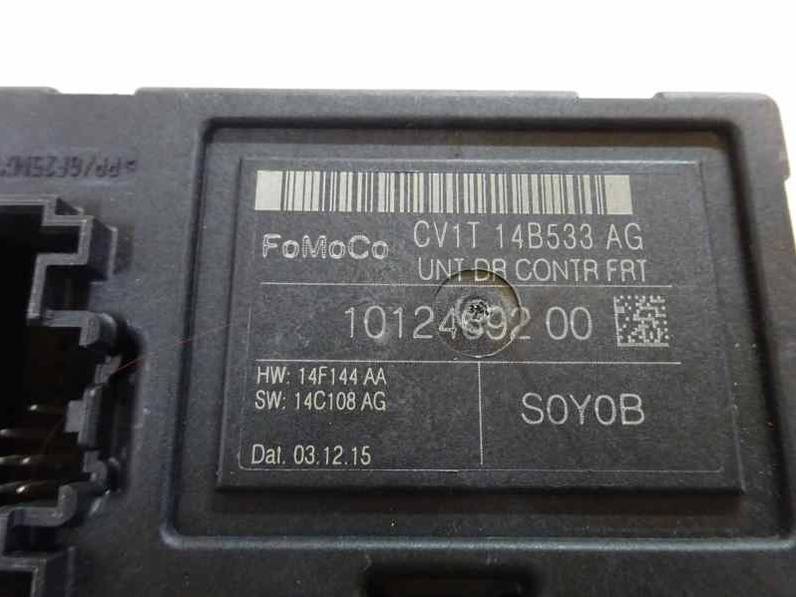 FoMoCo
CV1T 14B533 AG
UNT DR CONTR FRT
00
HW: 14F144 AA
SW: 14C108 AG
S0Y0B
Dat. 03.12.15